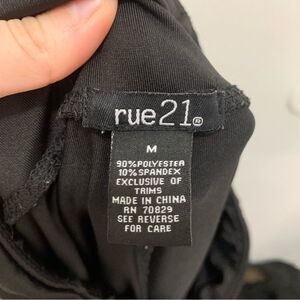 rue21®
M
90%POLYESTER
10%SPANDEX
EXCLUSIVE OF
TRIMS
MADE IN CHINA
RN 70829
SEE REVERSE
FOR CARE